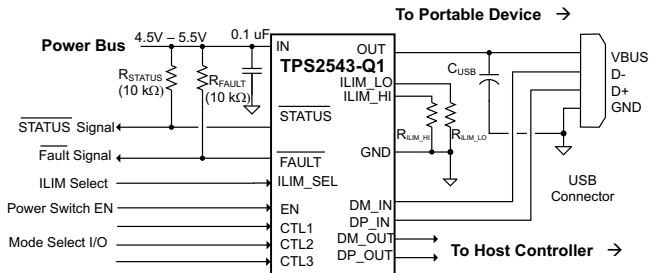 To Portable Device →
4.5V – 5.5V
0.1 uF
Power Bus
IN
OUT
TPS2543-Q1
RSTATUS
(10 kΩ)
RFAULT
(10 kΩ)
ILIM_LO
ILIM_HI
CUSB
VBUS
D-
D+
GND
STATUS Signal
STATUS
RILIM_HI
RILIM_LO
Fault Signal
FAULT
GND
ILIM Select
ILIM_SEL
USB
Connector
Power Switch EN
EN
DM_IN
DP_IN
Mode Select I/O
CTL1
CTL2
CTL3
DM_OUT
DP_OUT
To Host Controller →